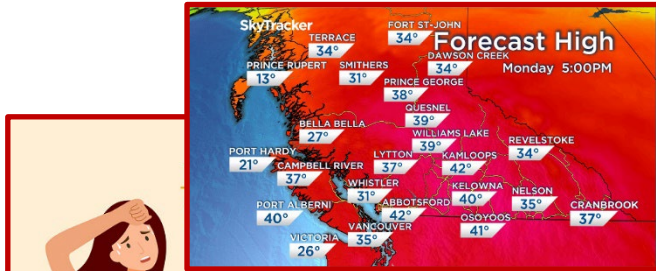 SkyTracker
Forecast High
Monday 5:00PM
FORT ST-JOHN
34°
TERRACE
34°
DAWSON CREEK
34°
PRINCE RUPERT
13°
SMITHERS
31°
PRINCE GEORGE
38°
QUESNEL
39°
BELLA BELLA
27°
WILLIAMS LAKE
39°
REVELSTOKE
34°
PORT HARDY
21°
LYTTON
37°
KAMLOOPS
42°
CAMPBELL RIVER
37°
WHISTLER
31°
KELOWNA
40°
NELSON
35°
CRANBROOK
37°
PORT ALBERNI
40°
ABBOTSFORD
42°
OSOYOOS
41°
VANCOUVER
35°
VICTORIA
26°